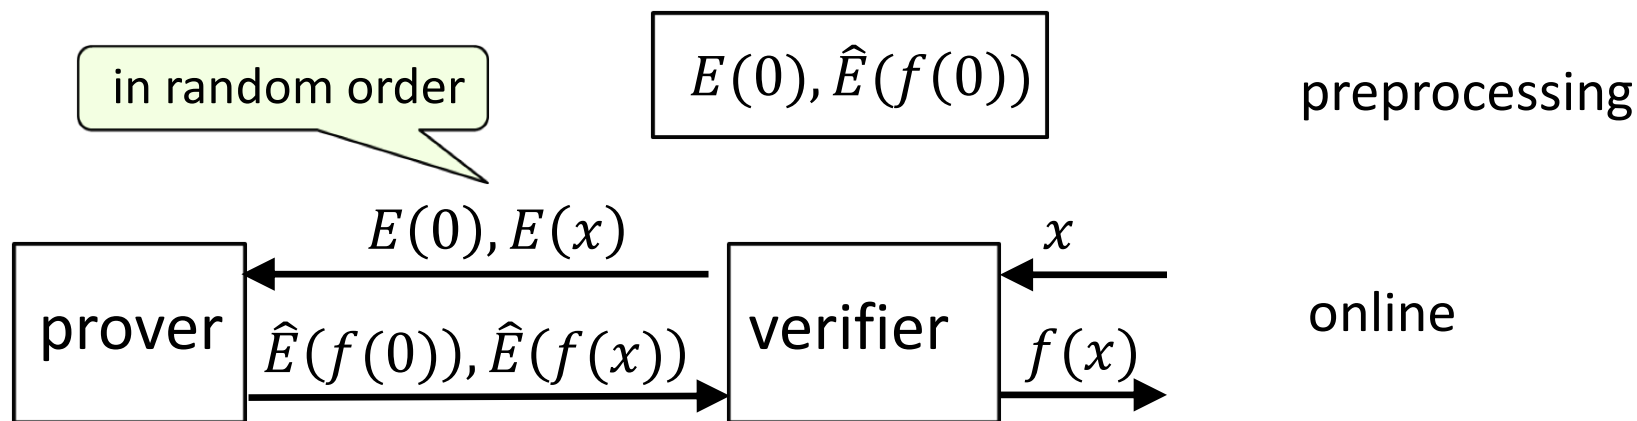 in random order
E(0), Ê(f(0))
preprocessing
E(0), E(x)
x
prover
verifier
online
Ê(f(0)), Ê(f(x))
f(x)